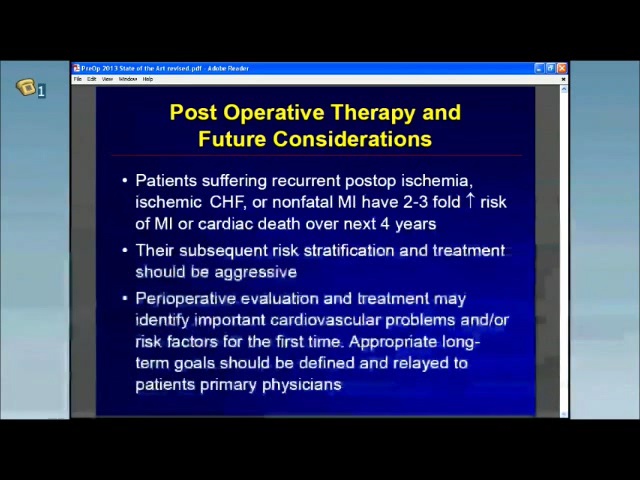 PreOp 2013 State of the Art revised.pdf - Adobe Reader
File Edit View Window Help
1
Post Operative Therapy and
Future Considerations
• Patients suffering recurrent postop ischemia,
ischemic CHF, or nonfatal MI have 2-3 fold ↑ risk
of MI or cardiac death over next 4 years
• Their subsequent risk stratification and treatment
should be aggressive
• Perioperative evaluation and treatment may
identify important cardiovascular problems and/or
risk factors for the first time. Appropriate long-
term goals should be defined and relayed to
patients primary physicians